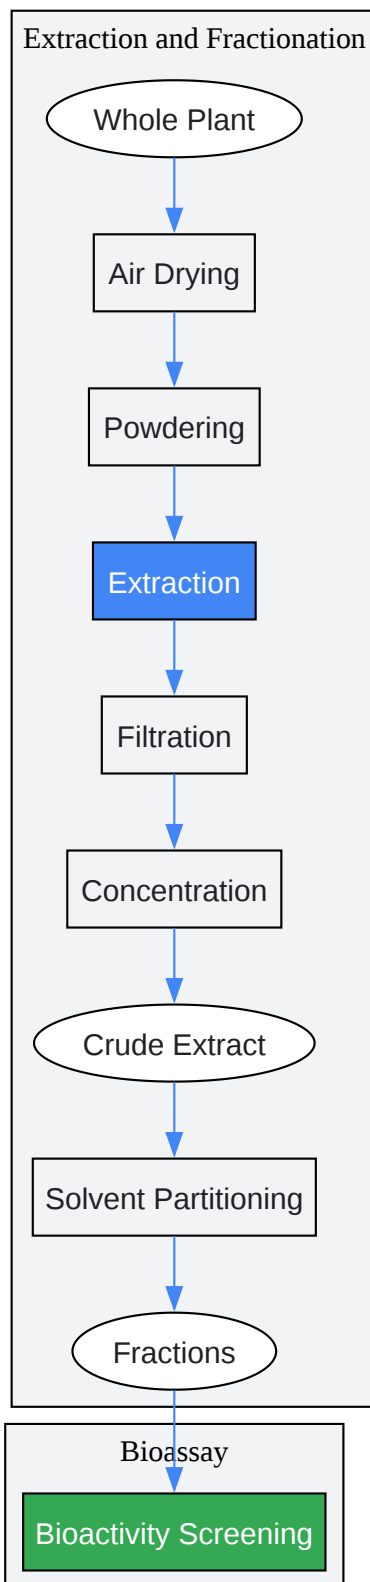 Extraction and Fractionation
Whole Plant
Air Drying
Powdering
Extraction
Filtration
Concentration
Crude Extract
Solvent Partitioning
Fractions
Bioassay
Bioactivity Screening